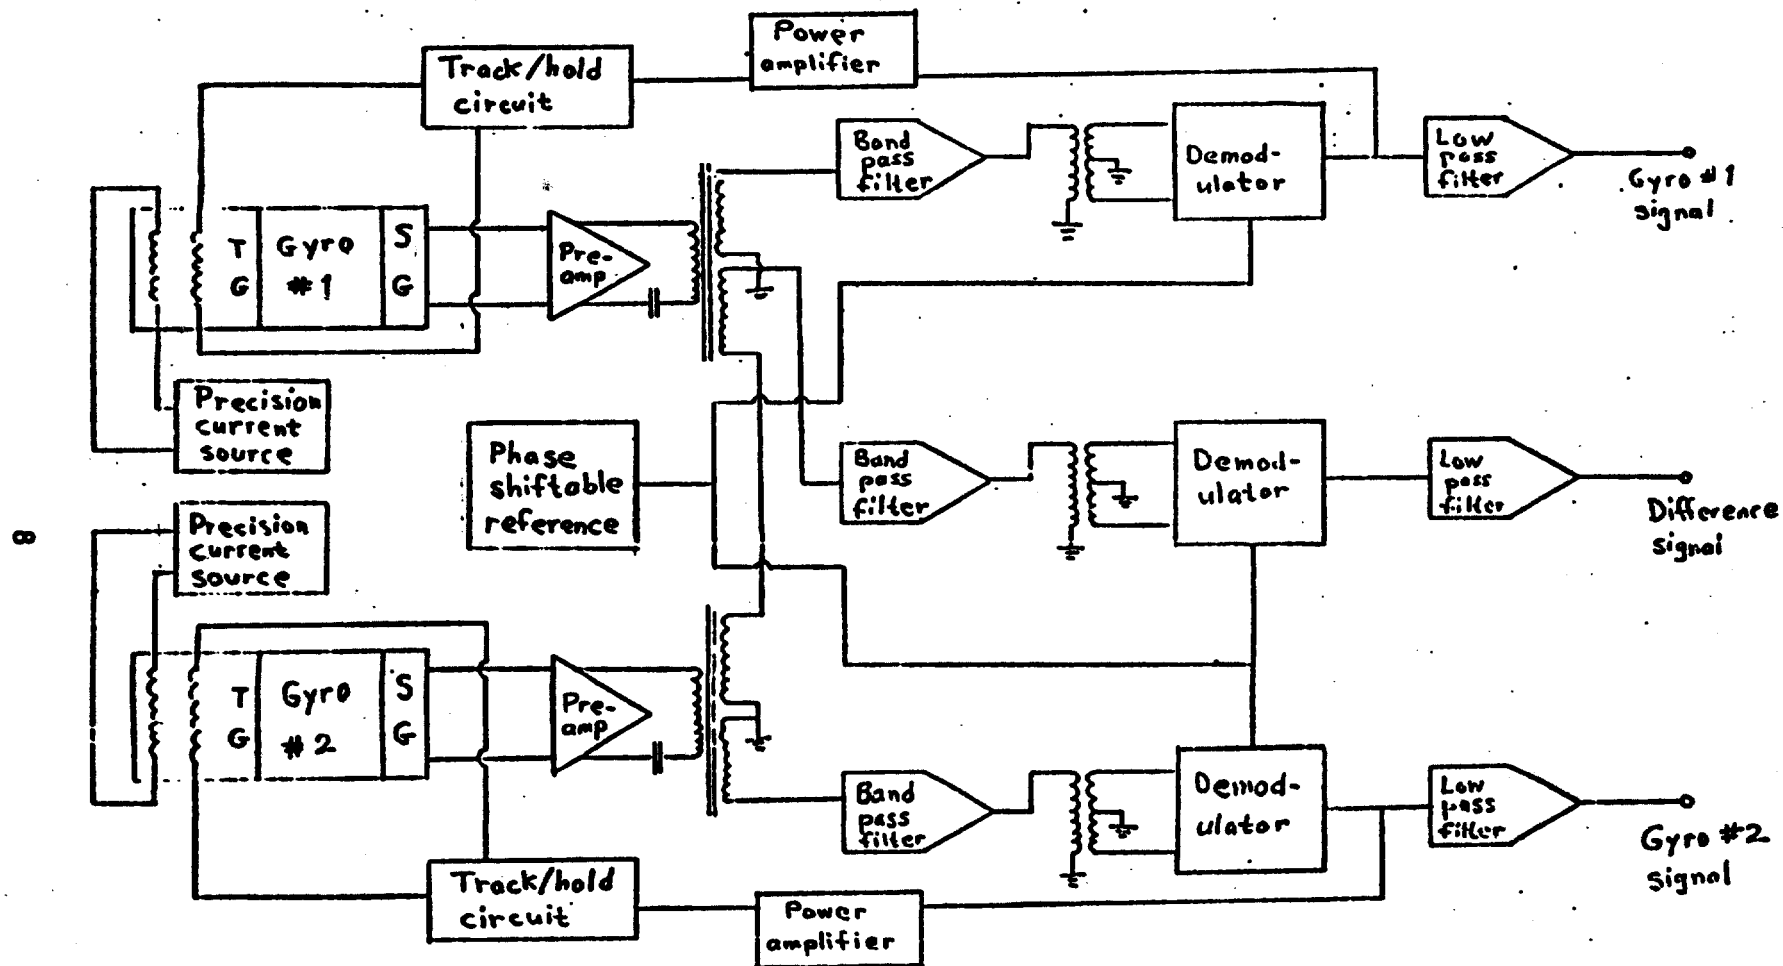 Power
amplifier
Track/hold
circuit
Band
pass
filter
Demod-
ulator
Low
pass
filter
Gyro #1
signal
T
G
Gyro
#1
S
G
Pre-
amp
Precision
current
source
Phase
shiftable
reference
Band
pass
filter
Demod-
ulator
Low
pass
filter
Difference
signal
8
Precision
current
source
T
G
Gyro
#2
S
G
Pre-
amp
Band
pass
filter
Demod-
ulator
Low
pass
filter
Gyro #2
signal
Track/hold
circuit
Power
amplifier